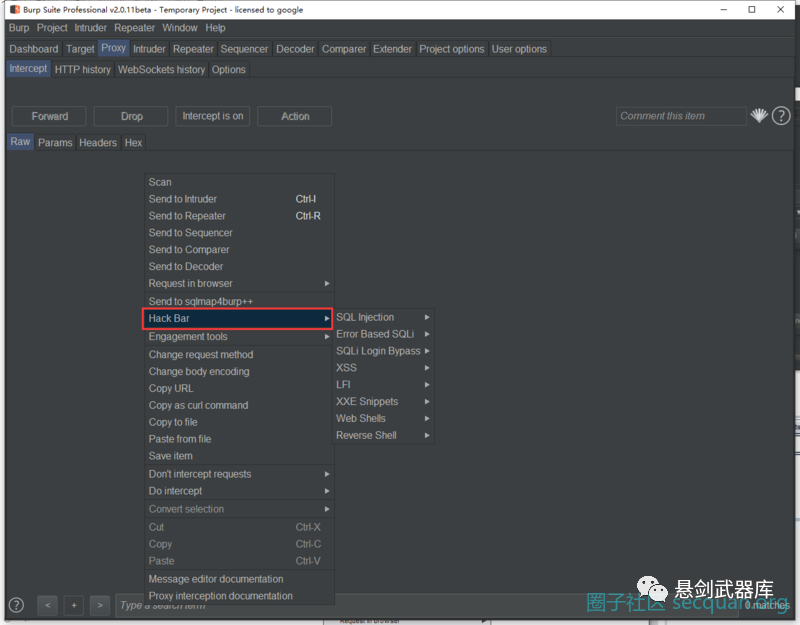 Burp Suite Professional v2.0.11beta - Temporary Project - licensed to google
Burp Project Intruder Repeater Window Help
Dashboard Target Proxy Intruder Repeater Sequencer Decoder Comparer Extender Project options User options
Intercept HTTP history WebSockets history Options
Forward Drop Intercept is on Action Comment this item ?
Raw Params Headers Hex
Scan
Send to Intruder Ctrl-I
Send to Repeater Ctrl-R
Send to Sequencer
Send to Comparer
Send to Decoder
Request in browser
Send to sqlmap4burp++
Hack Bar
Engagement tools
Change request method
Change body encoding
Copy URL
Copy as curl command
Copy to file
Paste from file
Save item
Don't intercept requests
Do intercept
Convert selection
Cut Ctrl-X
Copy Ctrl-C
Paste Ctrl-V
Message editor documentation
Proxy interception documentation
SQL Injection
Error Based SQLi
SQLi Login Bypass
XSS
LFI
XXE Snippets
Web Shells
Reverse Shell
? < + > Type a search term 0 matches
悬剑武器库
圈子社区 secquan.org
Request in browser